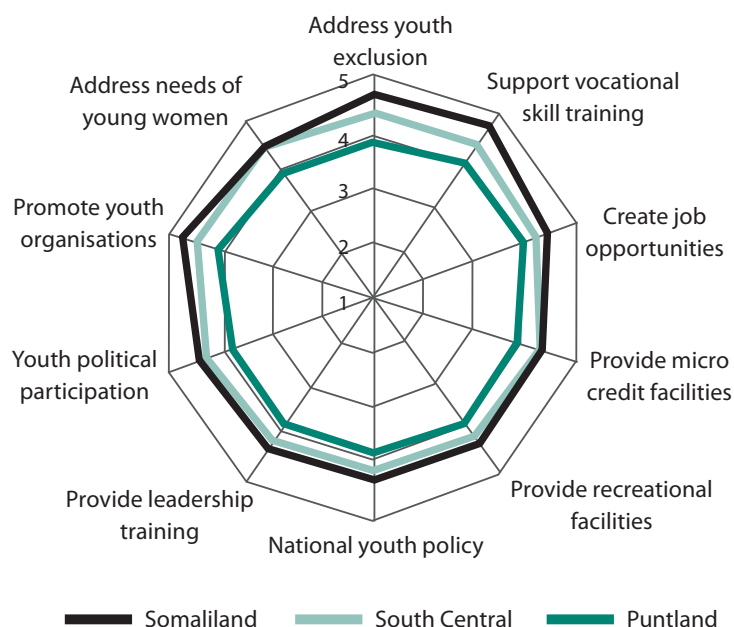 Address youth
exclusion
Support vocational
skill training
Address needs of
young women
Promote youth
organisations
Create job
opportunities
Youth political
participation
Provide micro
credit facilities
Provide leadership
training
Provide recreational
facilities
National youth policy
5
4
3
2
1
Somaliland
South Central
Puntland